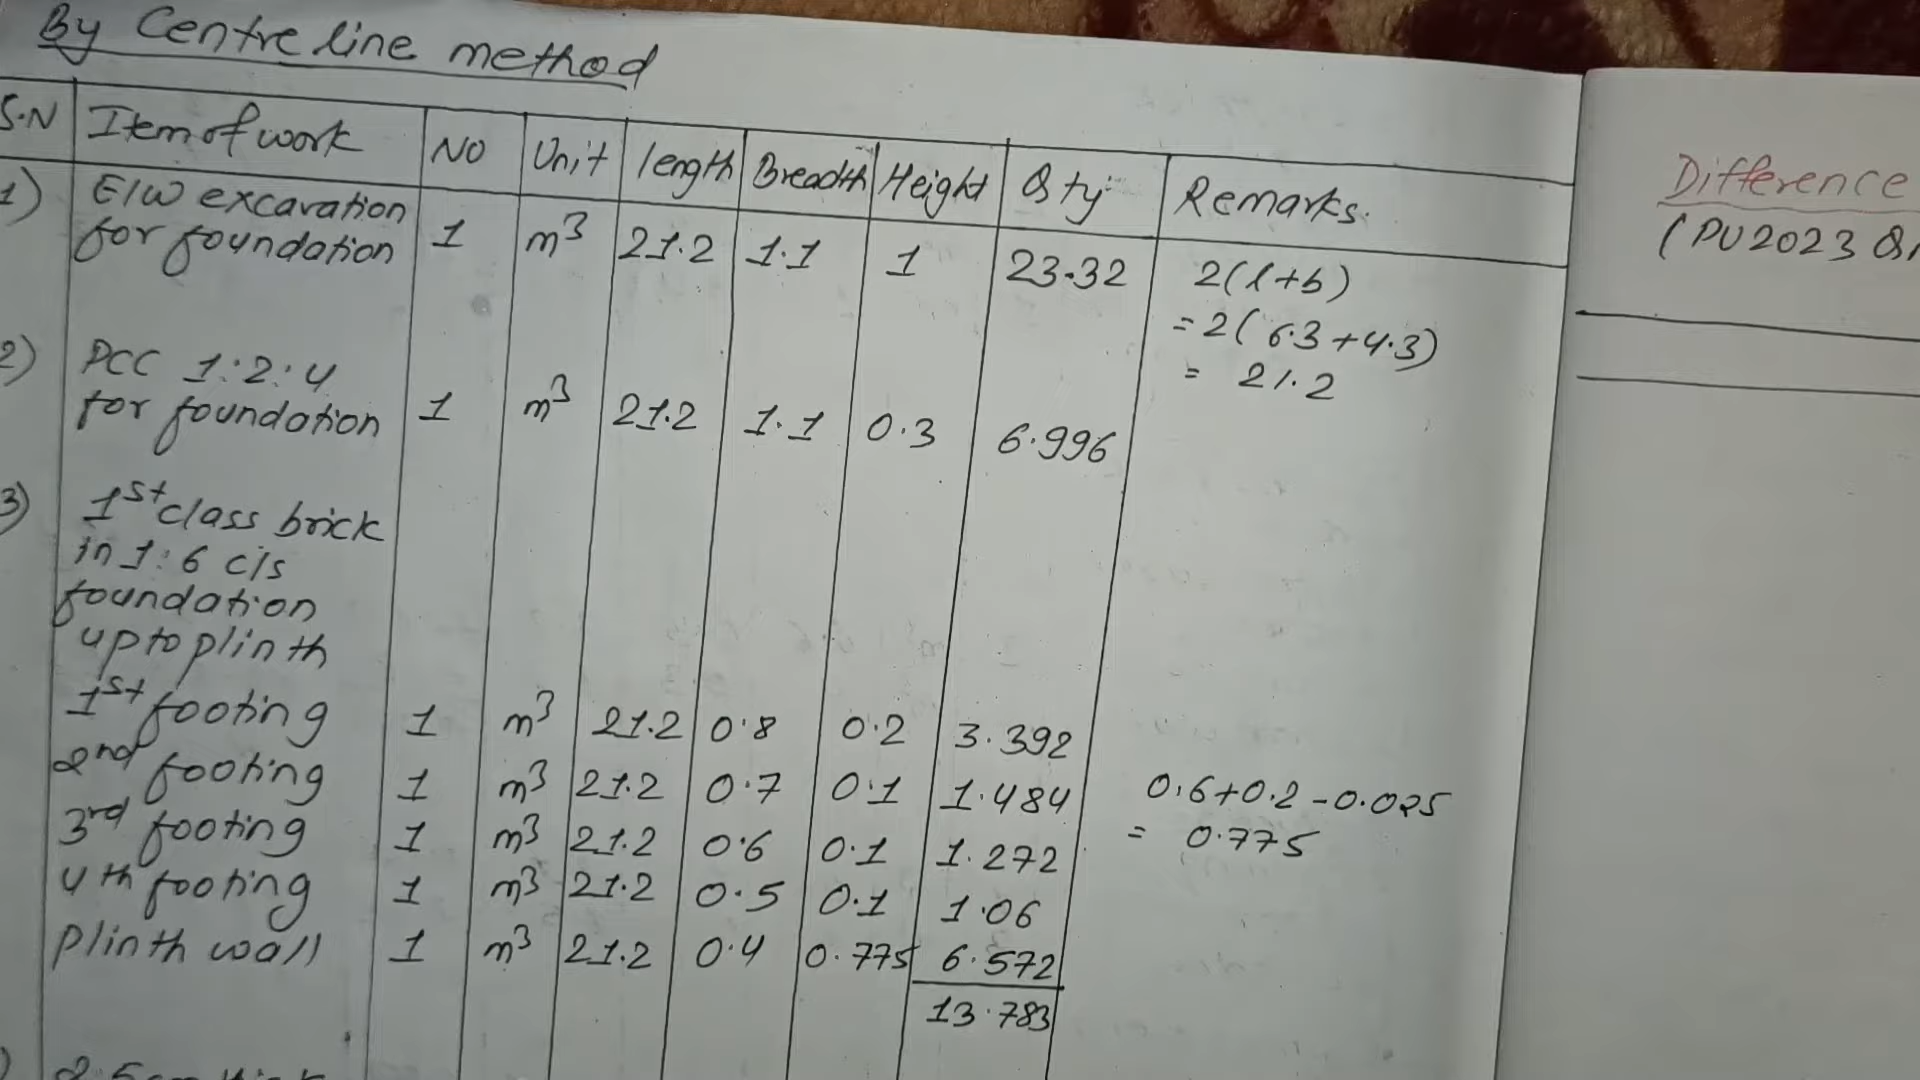 By Centre line method
S.N Item of work No Unit length Breadth Height Qty Remarks.
1) E/W excavation for foundation 1 m³ 21.2 1.1 1 23.32
2(l+b)
= 2(6.3+4.3)
= 21.2
2) PCC 1:2:4 for foundation 1 m³ 21.2 1.1 0.3 6.996
3) 1st class brick
in 1:6 c/s
foundation
upto plinth
1st footing 1 m³ 21.2 0.8 0.2 3.392
2nd footing 1 m³ 21.2 0.7 0.1 1.484
3rd footing 1 m³ 21.2 0.6 0.1 1.272
4th footing 1 m³ 21.2 0.5 0.1 1.06
plinth wall 1 m³ 21.2 0.4 0.775 6.572
13.783
0.6+0.2-0.025
= 0.775
Difference
(PU2023